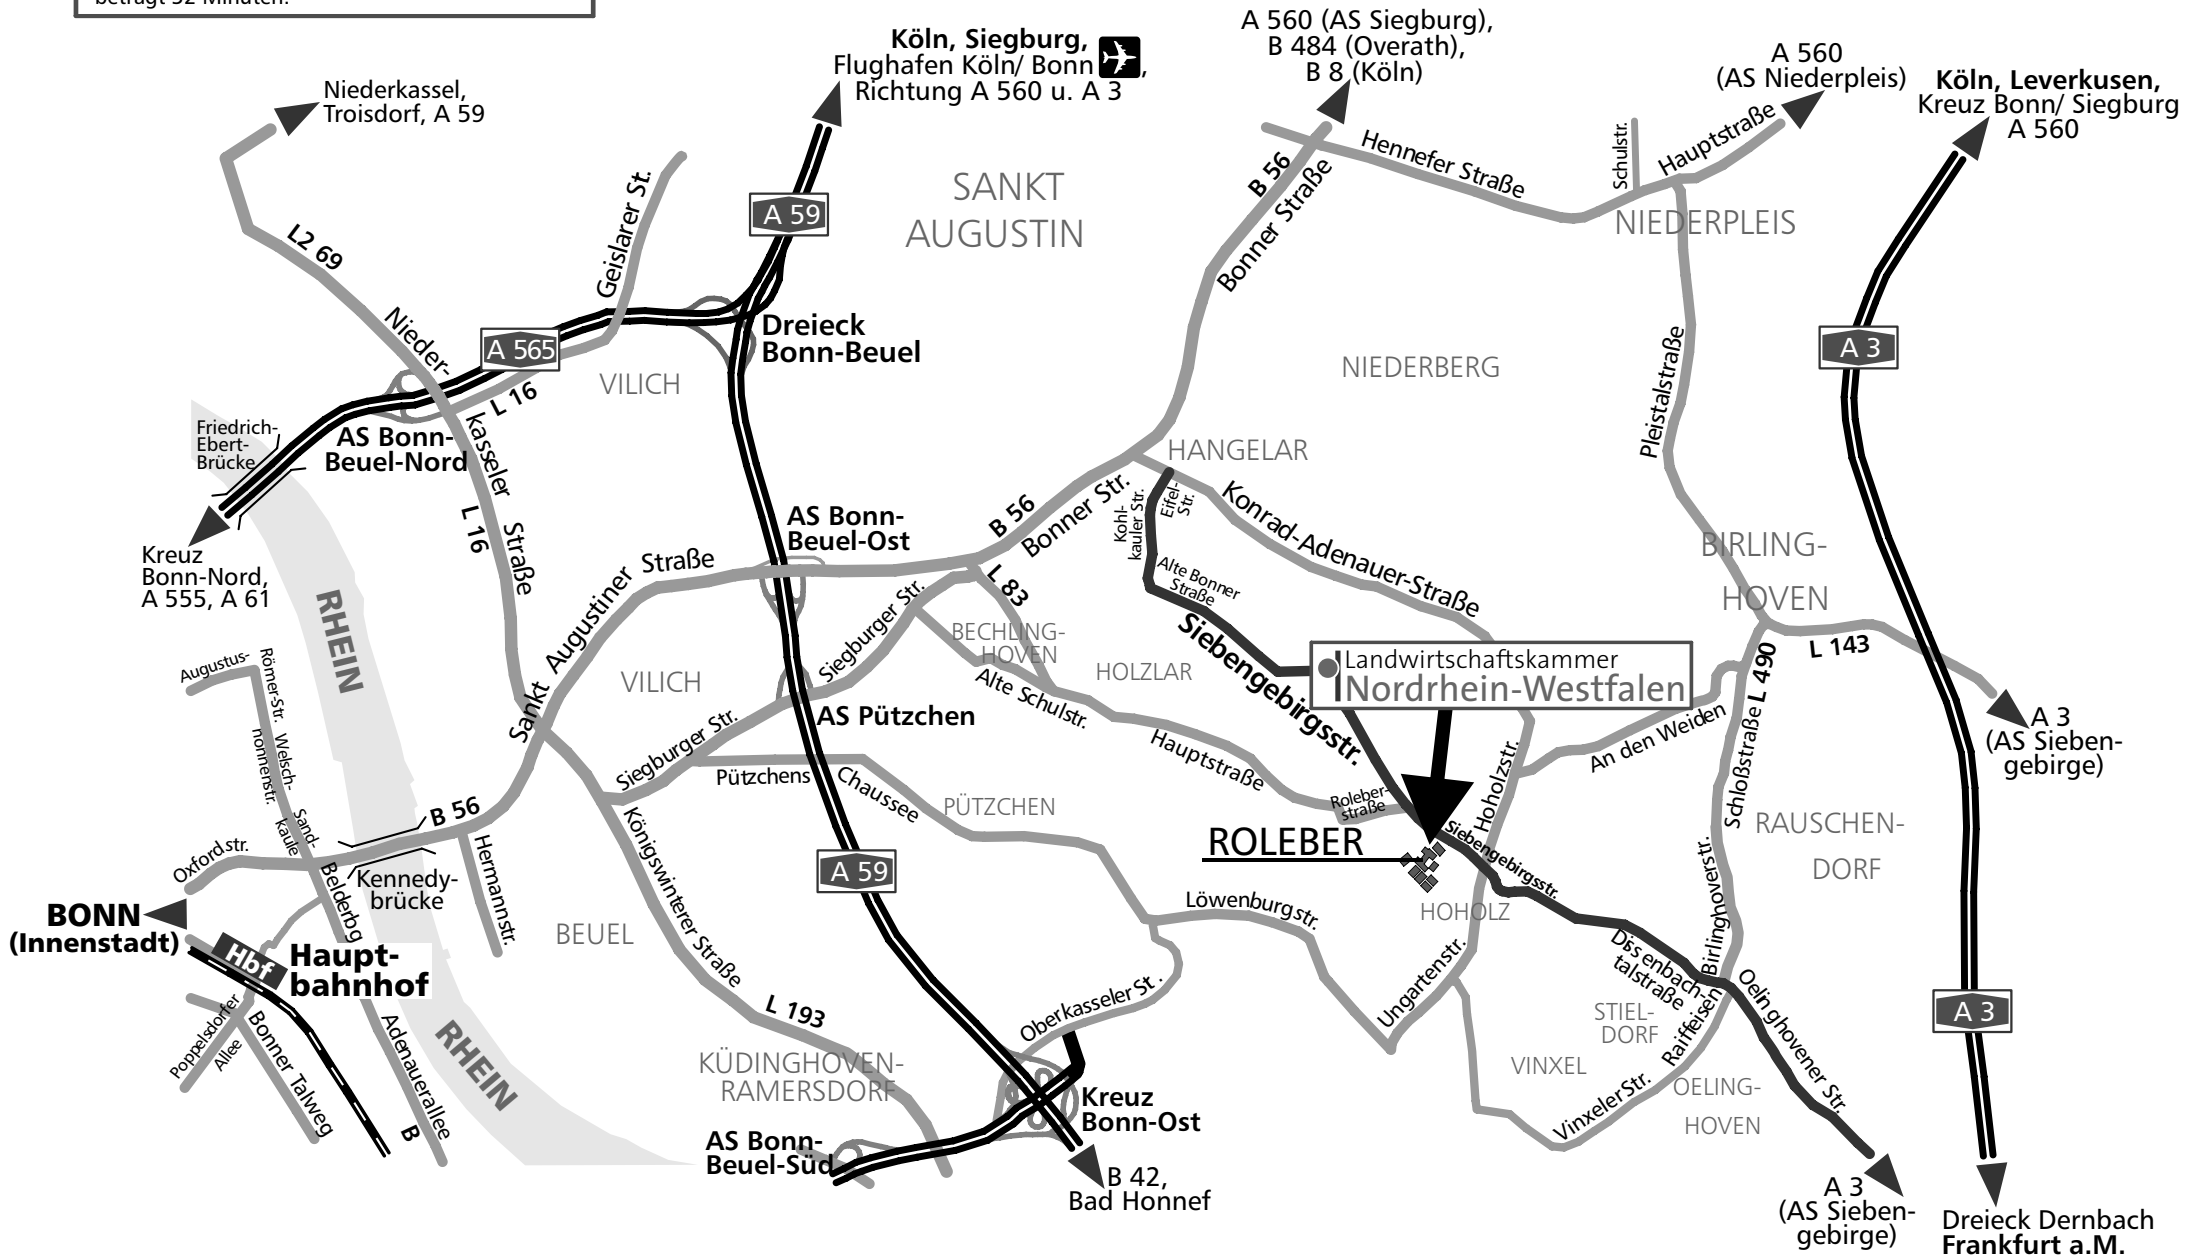 beträgt 32 Minuten.
Köln, Siegburg,
Flughafen Köln/ Bonn ,
Richtung A 560 u. A 3
A 560 (AS Siegburg),
B 484 (Overath),
B 8 (Köln)
A 560
(AS Niederpleis)
Köln, Leverkusen,
Kreuz Bonn/ Siegburg
A 560
Niederkassel,
Troisdorf, A 59
Hennefer Straße
Schulstr.
Hauptstraße
B 56
Bonner Straße
SANKT
AUGUSTIN
NIEDERPLEIS
A 59
L2 69
Geislarer St.
Nieder-
kasseler
Straße
A 565
L 16
Dreieck
Bonn-Beuel
VILICH
NIEDERBERG
Pleistalstraße
A 3
Friedrich-
Ebert-
Brücke
AS Bonn-
Beuel-Nord
L 16
HANGELAR
Kreuz
Bonn-Nord,
A 555, A 61
AS Bonn-
Beuel-Ost
B 56
Bonner Str.
Kohl-
kauler Str.
Eifel-
Str.
Konrad-Adenauer-Straße
BIRLING-
HOVEN
RHEIN
Sankt Augustiner Straße
L 83
Alte Bonner
Straße
Siebengebirgsstr.
Siegburger Str.
BECHLING-
HOVEN
HOLZLAR
Landwirtschaftskammer
Nordrhein-Westfalen
L 143
Schloßstraße L 490
Augustus-
Römer-Str.
Welsch-
nonnenstr.
VILICH
AS Pützchen
Alte Schulstr.
Hauptstraße
An den Weiden
A 3
(AS Sieben-
gebirge)
Siegburger Str.
Pützchens
Chaussee
PÜTZCHEN
Roleber-
straße
Hoholzstr.
Sand-
kaule
B 56
Oxfordstr.
Königswinterer Straße
ROLEBER
Siebengebirgsstr.
RAUSCHEN-
DORF
Birlinghoverstr.
Kennedy-
brücke
Belderbg
Hermannstr.
A 59
BONN
(Innenstadt)
Hbf
Haupt-
bahnhof
BEUEL
Löwenburgstr.
HOHOLZ
Ungartenstr.
Dissenbach-
talstraße
Oelinghovener Str.
Oberkasseler St.
L 193
STIEL-
DORF
Raiffeisen
A 3
Poppelsdorfer
Allee
Bonner Talweg
Adenauerallee
B
RHEIN
KÜDINGHOVEN-
RAMERSDORF
VINXEL
VinxelerStr.
OELING-
HOVEN
Kreuz
Bonn-Ost
AS Bonn-
Beuel-Süd
B 42,
Bad Honnef
A 3
(AS Sieben-
gebirge)
Dreieck Dernbach
Frankfurt a.M.